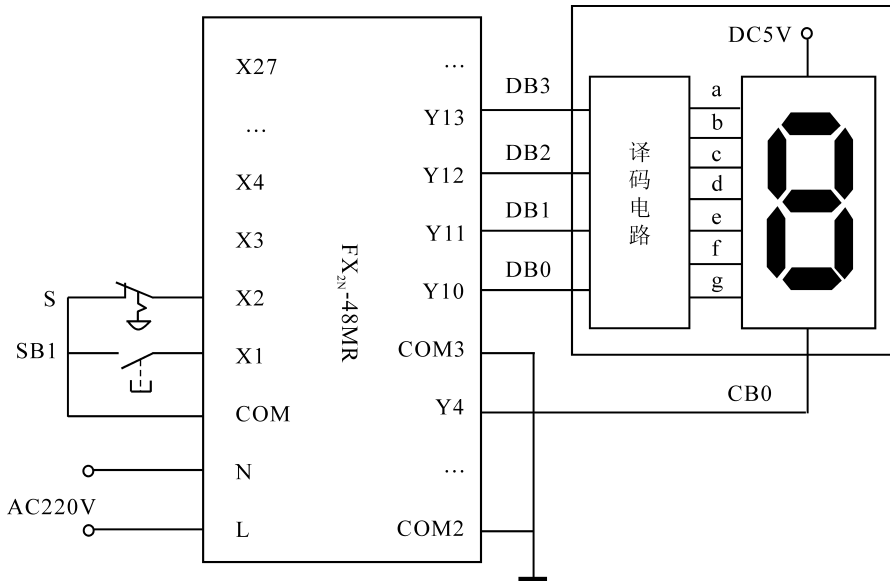 DC5V
X27
...
X4
X3
X2
X1
COM
N
L
S
SB1
AC220V
FX2N-48MR
...
Y13
Y12
Y11
Y10
COM3
Y4
...
COM2
DB3
DB2
DB1
DB0
译码电路
a
b
c
d
e
f
g
CB0